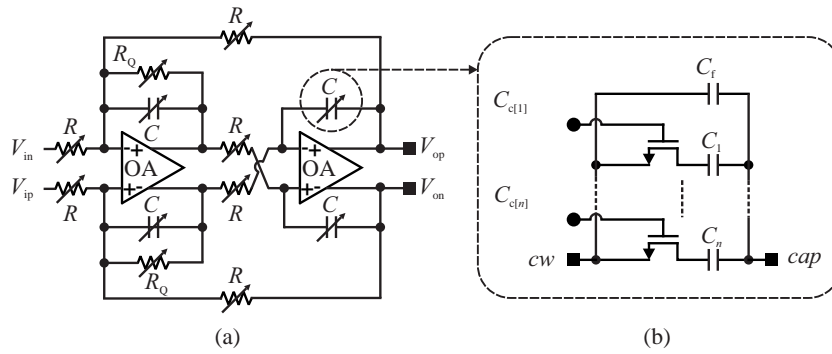 R
R_Q
C
C
R
R
V_in
- +
OA
+ -
- +
OA
+ -
V_op
V_ip
V_on
R
R
C
C
R_Q
R
(a)
C_f
C_c[1]
C_1
C_c[n]
C_n
cw
cap
(b)